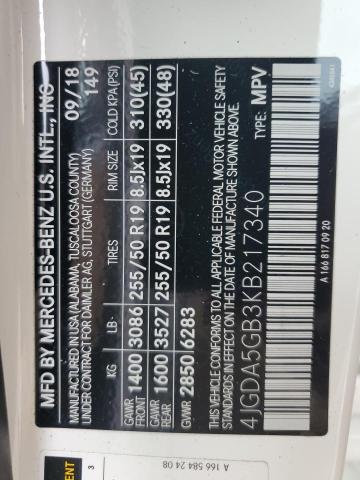 MFD BY MERCEDES-BENZ U.S. INTL., INC
MANUFACTURED IN USA (ALABAMA, TUSCALOOSA COUNTY)
UNDER CONTRACT FOR DAIMLER AG, STUTTGART (GERMANY)
09/18
149
KG LB- TIRES RIM SIZE COLD KPA(PSI)
GAWR FRONT 1400 3086 255/50 R19 8.5Jx19 310(45)
GAWR REAR 1600 3527 255/50 R19 8.5Jx19 330(48)
GVWR 2850 6283
THIS VEHICLE CONFORMS TO ALL APPLICABLE FEDERAL MOTOR VEHICLE SAFETY
STANDARDS IN EFFECT ON THE DATE OF MANUFACTURE SHOWN ABOVE.
4JGDA5GB3KB217340 TYPE: MPV
A 166 817 09 20
A 166 584 24 08
3